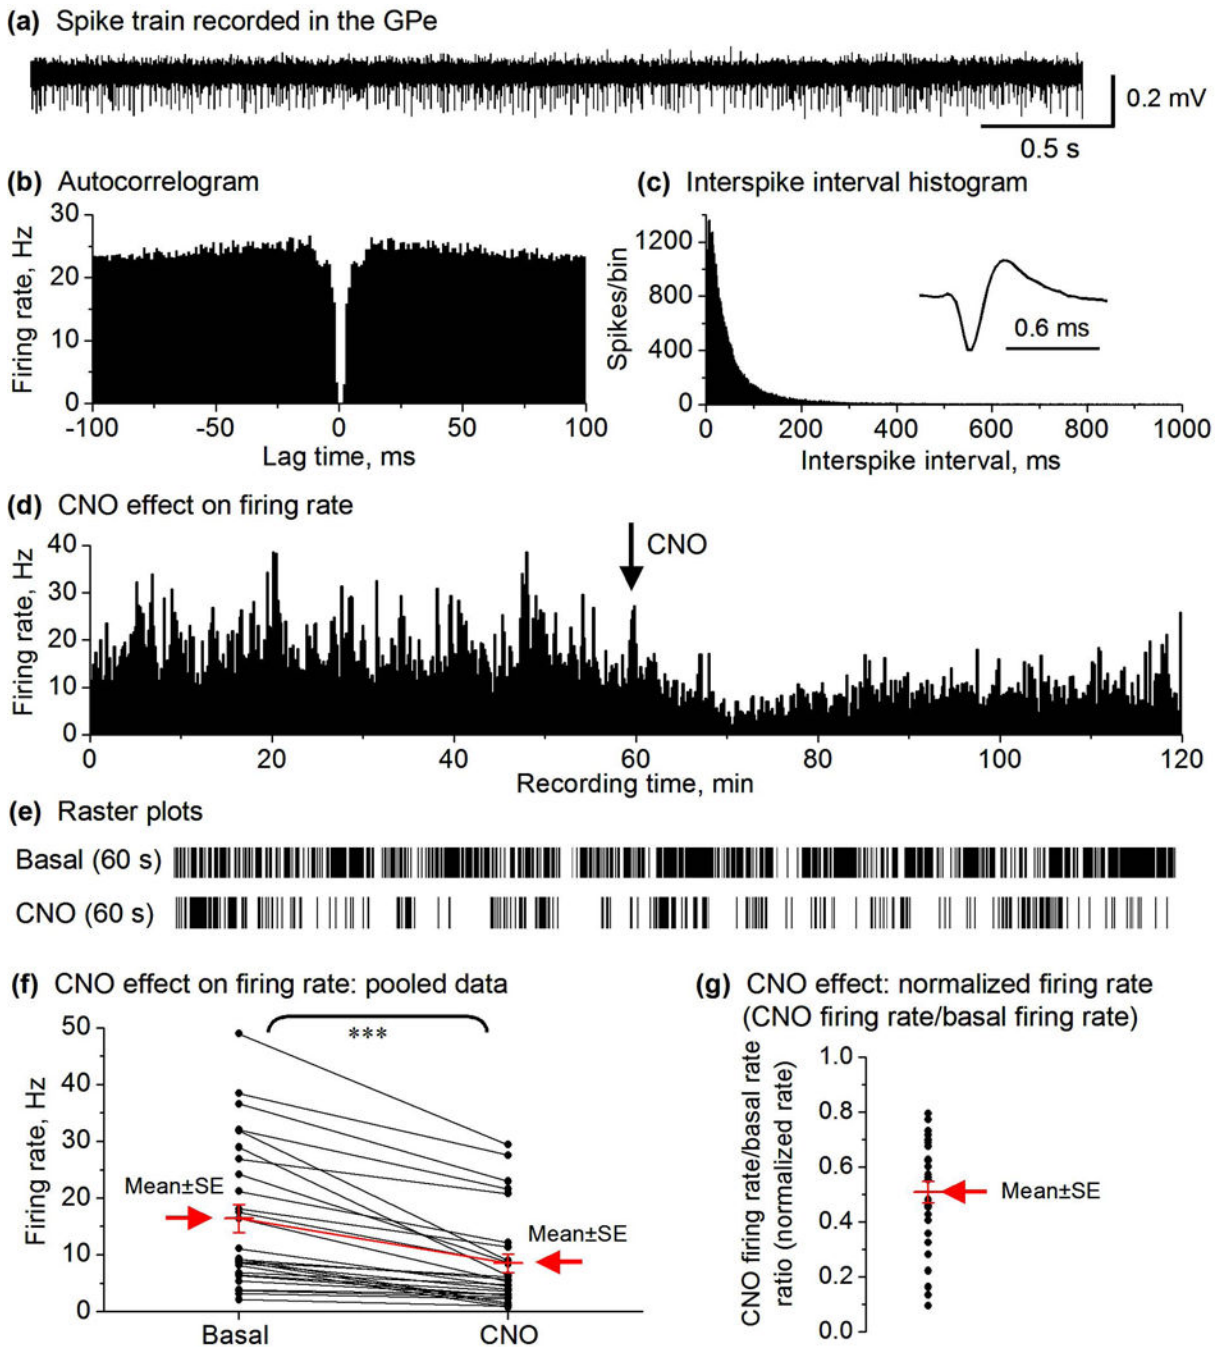 (a) Spike train recorded in the GPe
0.2 mV
0.5 s
(b) Autocorrelogram
Firing rate, Hz
30
20
10
0
-100 -50 0 50 100
Lag time, ms
(c) Interspike interval histogram
Spikes/bin
1200
800
400
0
0.6 ms
0 200 400 600 800 1000
Interspike interval, ms
(d) CNO effect on firing rate
Firing rate, Hz
40
30
20
10
0
CNO
0 20 40 60 80 100 120
Recording time, min
(e) Raster plots
Basal (60 s)
CNO (60 s)
(f) CNO effect on firing rate: pooled data
Firing rate, Hz
50
40
30
20
10
0
***
Mean±SE
Mean±SE
Basal CNO
(g) CNO effect: normalized firing rate
(CNO firing rate/basal firing rate)
CNO firing rate/basal rate
ratio (normalized rate)
1.0
0.8
0.6
0.4
0.2
0.0
Mean±SE